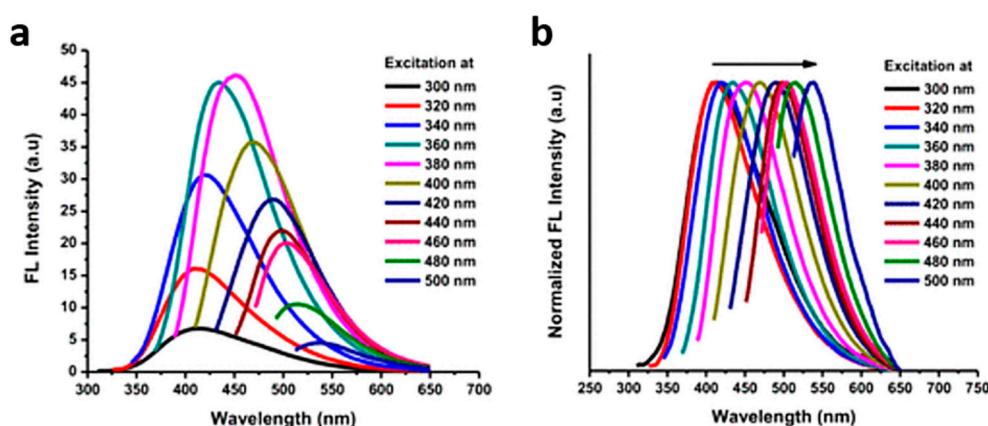 a
50
45
40
35
30
25
20
15
10
5
0
FL Intensity (a.u)
300 350 400 450 500 550 600 650 700
Wavelength (nm)
Excitation at
300 nm
320 nm
340 nm
360 nm
380 nm
400 nm
420 nm
440 nm
460 nm
480 nm
500 nm
b
Normalized FL Intensity (a.u)
250 300 350 400 450 500 550 600 650 700 750
Wavelength (nm)
Excitation at
300 nm
320 nm
340 nm
360 nm
380 nm
400 nm
420 nm
440 nm
460 nm
480 nm
500 nm